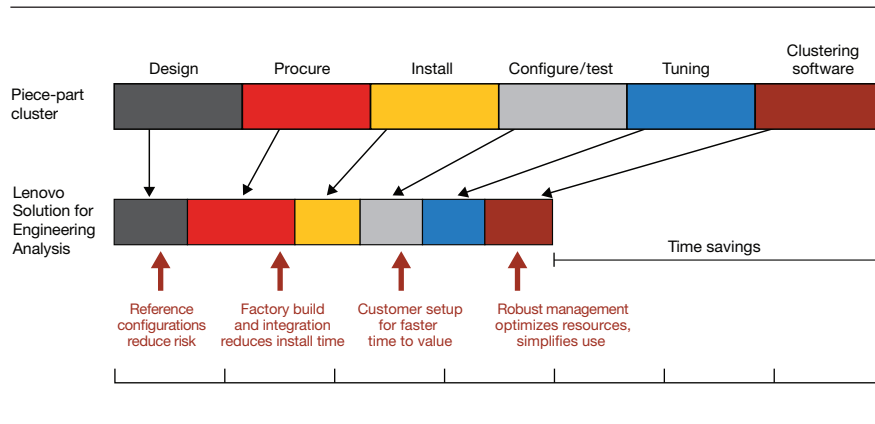 Design
Procure
Install
Configure/test
Tuning
Clustering
software
Piece-part
cluster
Lenovo
Solution for
Engineering
Analysis
Time savings
Reference
configurations
reduce risk
Factory build
and integration
reduces install time
Customer setup
for faster
time to value
Robust management
optimizes resources,
simplifies use